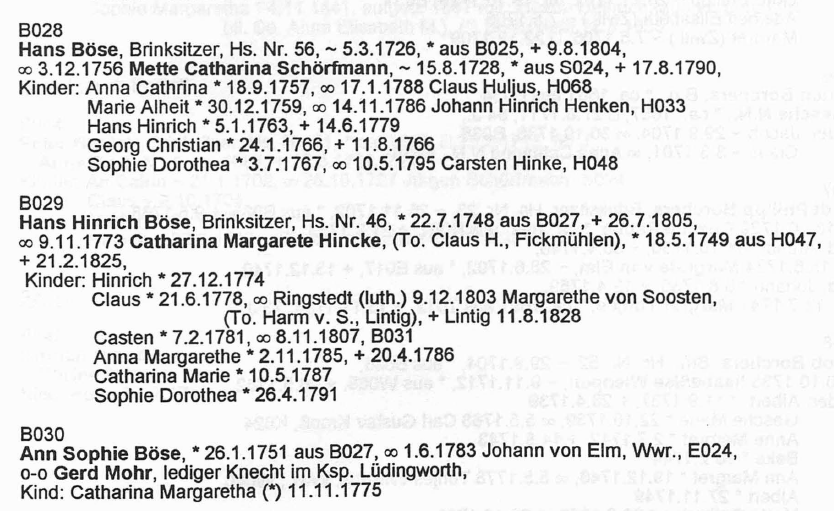 B028
Hans Böse, Brinksitzer, Hs. Nr. 56, ~ 5.3.1726, * aus B025, + 9.8.1804,
∞ 3.12.1756 Mette Catharina Schörfmann, ~ 15.8.1728, * aus S024, + 17.8.1790,
Kinder: Anna Cathrina * 18.9.1757, ∞ 17.1.1788 Claus Huljus, H068
Marie Alheit * 30.12.1759, ∞ 14.11.1786 Johann Hinrich Henken, H033
Hans Hinrich * 5.1.1763, + 14.6.1779
Georg Christian * 24.1.1766, + 11.8.1766
Sophie Dorothea * 3.7.1767, ∞ 10.5.1795 Carsten Hinke, H048
B029
Hans Hinrich Böse, Brinksitzer, Hs. Nr. 46, * 22.7.1748 aus B027, + 26.7.1805,
∞ 9.11.1773 Catharina Margarete Hincke, (To. Claus H., Fickmühlen), * 18.5.1749 aus H047,
+ 21.2.1825,
Kinder: Hinrich * 27.12.1774
Claus * 21.6.1778, ∞ Ringstedt (luth.) 9.12.1803 Margarethe von Soosten,
(To. Harm v. S., Lintig), + Lintig 11.8.1828
Casten * 7.2.1781, ∞ 8.11.1807, B031
Anna Margarethe * 2.11.1785, + 20.4.1786
Catharina Marie * 10.5.1787
Sophie Dorothea * 26.4.1791
B030
Ann Sophie Böse, * 26.1.1751 aus B027, ∞ 1.6.1783 Johann von Elm, Wwr., E024,
o-o Gerd Mohr, lediger Knecht im Ksp. Lüdingworth,
Kind: Catharina Margaretha (*) 11.11.1775